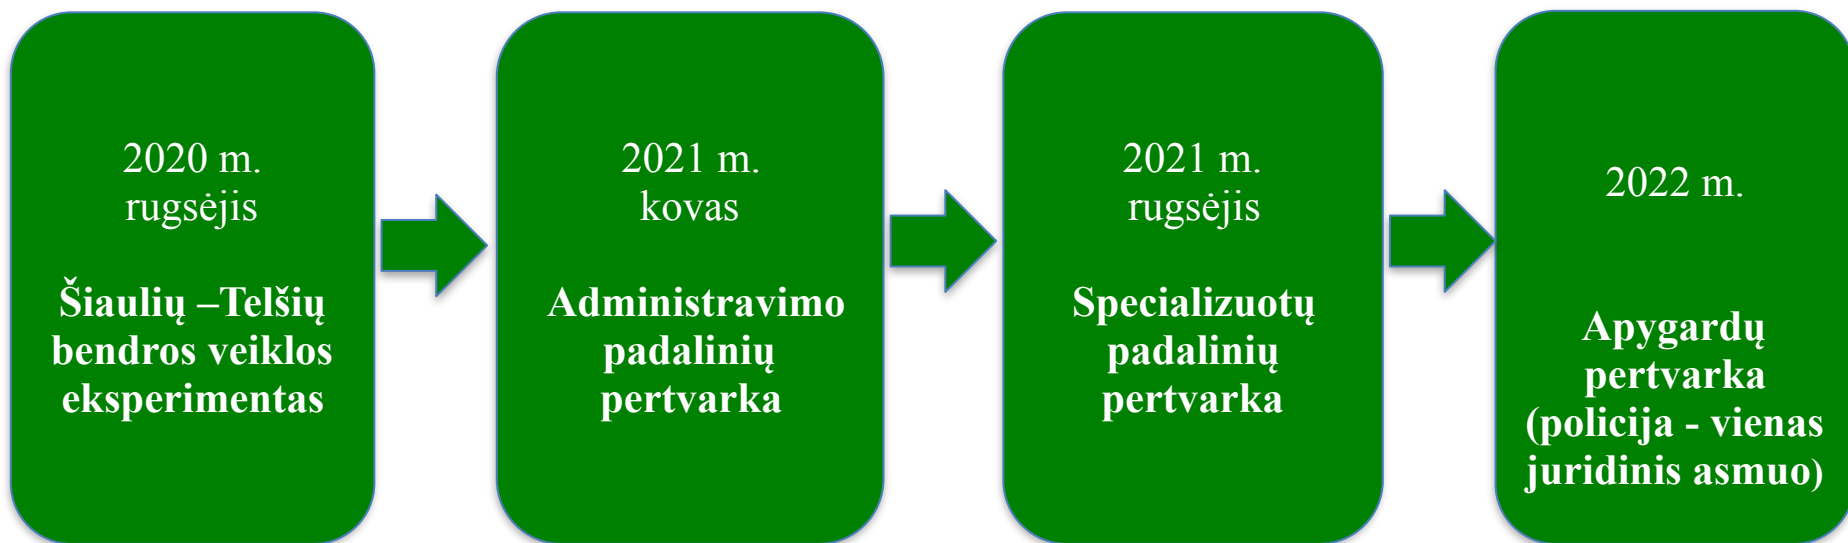 2020 m.
rugsėjis
Šiaulių –Telšių
bendros veiklos
eksperimentas
2021 m.
kovas
Administravimo
padalinių
pertvarka
2021 m.
rugsėjis
Specializuotų
padalinių
pertvarka
2022 m.
Apygardų
pertvarka
(policija - vienas
juridinis asmuo)